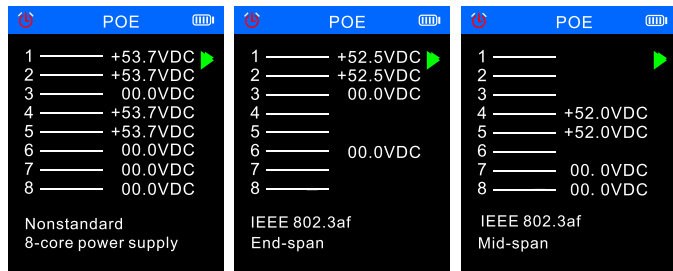 POE
1 +53.7VDC
2 +53.7VDC
3 00.0VDC
4 +53.7VDC
5 +53.7VDC
6 00.0VDC
7 00.0VDC
8 00.0VDC
Nonstandard
8-core power supply
POE
1 +52.5VDC
2 +52.5VDC
3 00.0VDC
4
5
6 00.0VDC
7
8
IEEE 802.3af
End-span
POE
1
2
3
4 +52.0VDC
5 +52.0VDC
6
7 00. 0VDC
8 00. 0VDC
IEEE 802.3af
Mid-span